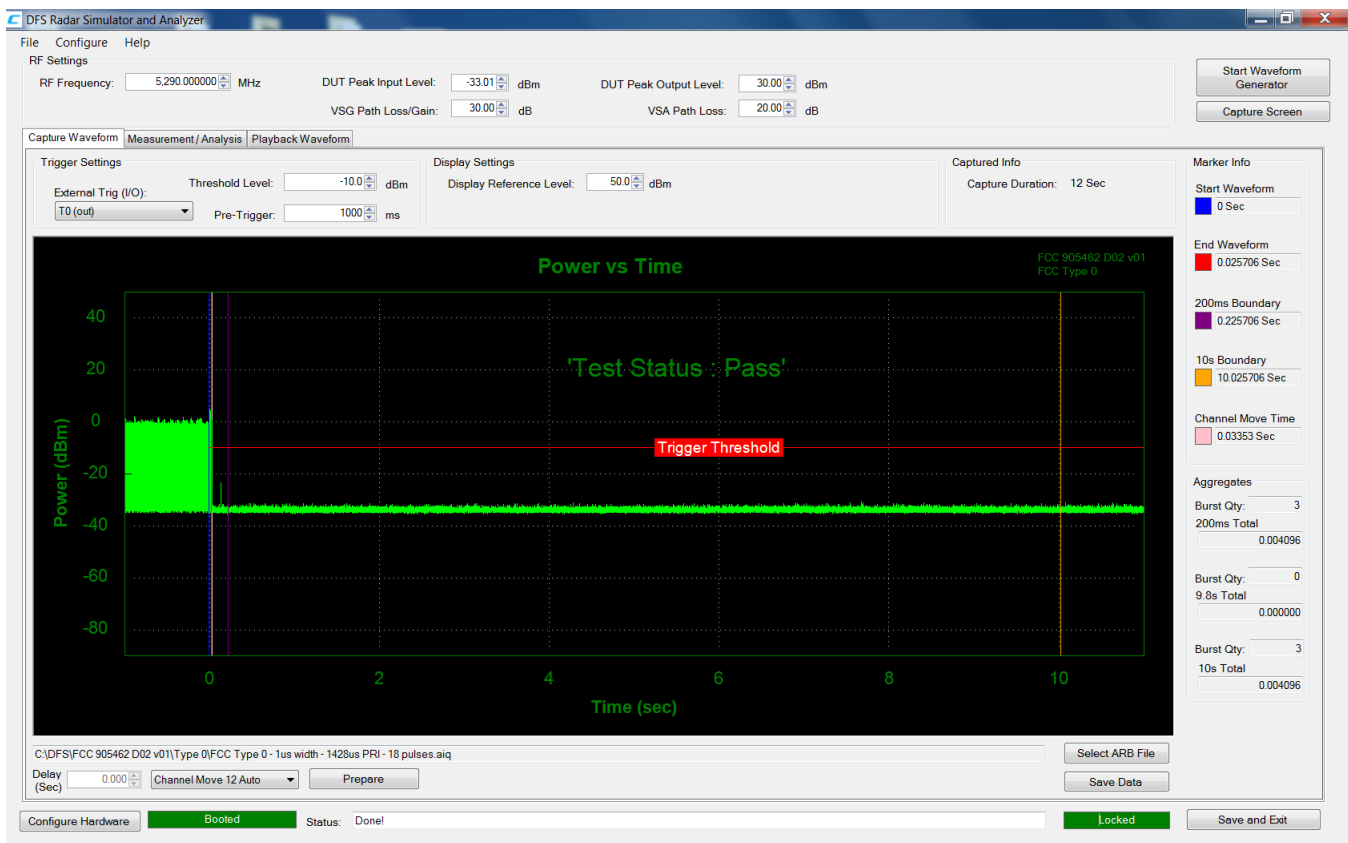 DFS Radar Simulator and Analyzer
File Configure Help
RF Settings
RF Frequency: 5,290.000000 MHz DUT Peak Input Level: -33.01 dBm DUT Peak Output Level: 30.00 dBm
VSG Path Loss/Gain: 30.00 dB VSA Path Loss: 20.00 dB
Start Waveform
Generator
Capture Screen
Capture Waveform Measurement / Analysis Playback Waveform
Trigger Settings
External Trig (I/O):
T0 (out)
Threshold Level: -10.0 dBm
Pre-Trigger: 1000 ms
Display Settings
Display Reference Level: 50.0 dBm
Captured Info
Capture Duration: 12 Sec
Marker Info
Start Waveform
0 Sec
End Waveform
0.025706 Sec
200ms Boundary
0.225706 Sec
10s Boundary
10.025706 Sec
Channel Move Time
0.03353 Sec
Aggregates
Burst Qty: 3
200ms Total
0.004096
Burst Qty: 0
9.8s Total
0.000000
Burst Qty: 3
10s Total
0.004096
Power vs Time
FCC 905462 D02 v01
FCC Type 0
'Test Status : Pass'
Trigger Threshold
Power (dBm)
40
20
0
-20
-40
-60
-80
0 2 4 6 8 10
Time (sec)
C:\DFS\FCC 905462 D02 v01\Type 0\FCC Type 0 - 1us width - 1428us PRI - 18 pulses.aiq
Select ARB File
Delay
(Sec)
0.000 Channel Move 12 Auto Prepare
Save Data
Configure Hardware Booted Status: Done! Locked Save and Exit